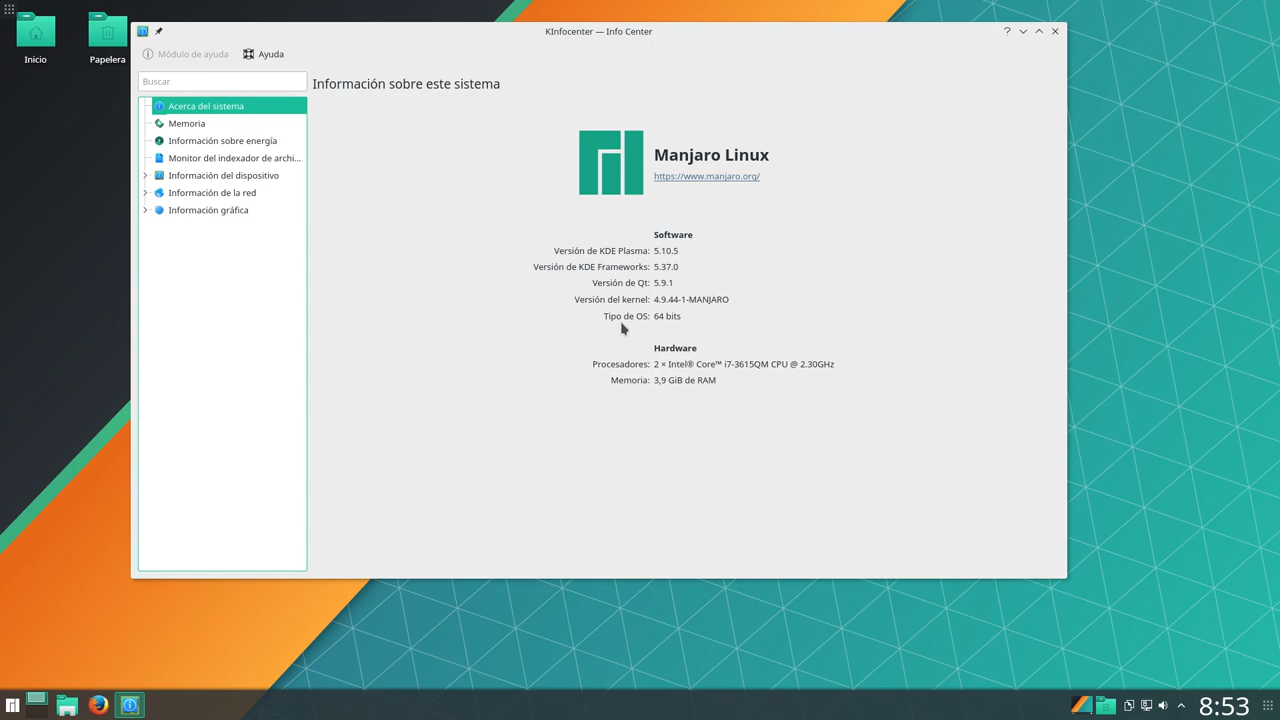 Inicio
Papelera
KInfocenter — Info Center
Módulo de ayuda
Ayuda
Buscar
Información sobre este sistema
Acerca del sistema
Memoria
Información sobre energía
Monitor del indexador de archi...
Información del dispositivo
Información de la red
Información gráfica
Manjaro Linux
https://www.manjaro.org/
Software
Versión de KDE Plasma: 5.10.5
Versión de KDE Frameworks: 5.37.0
Versión de Qt: 5.9.1
Versión del kernel: 4.9.44-1-MANJARO
Tipo de OS: 64 bits
Hardware
Procesadores: 2 × Intel® Core™ i7-3615QM CPU @ 2.30GHz
Memoria: 3,9 GiB de RAM
8:53